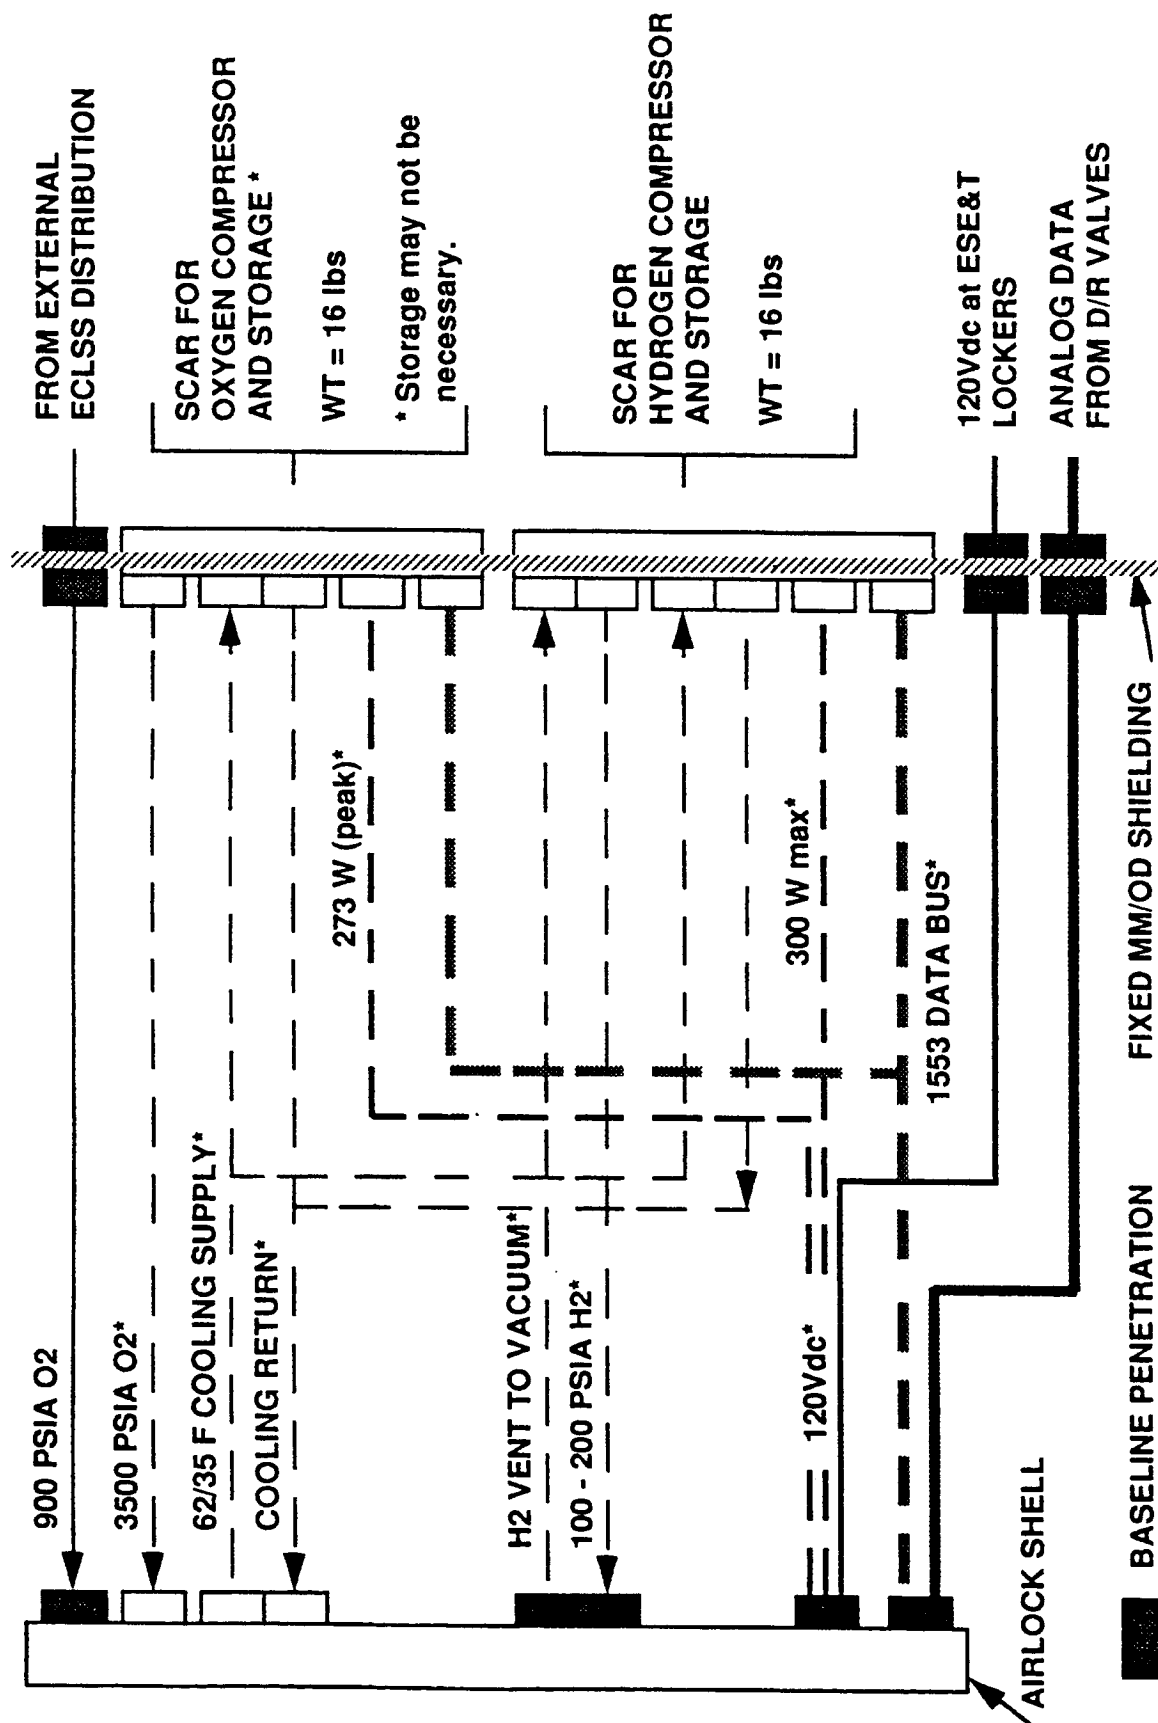 FROM EXTERNAL
ECLSS DISTRIBUTION
SCAR FOR
OXYGEN COMPRESSOR
AND STORAGE *
WT = 16 lbs
* Storage may not be
necessary.
SCAR FOR
HYDROGEN COMPRESSOR
AND STORAGE
WT = 16 lbs
120Vdc at ESE&T
LOCKERS
ANALOG DATA
FROM D/R VALVES
273 W (peak)*
300 W max*
1553 DATA BUS*
FIXED MM/OD SHIELDING
900 PSIA O2
3500 PSIA O2*
62/35 F COOLING SUPPLY*
COOLING RETURN*
H2 VENT TO VACUUM*
100 - 200 PSIA H2*
120Vdc*
AIRLOCK SHELL
BASELINE PENETRATION